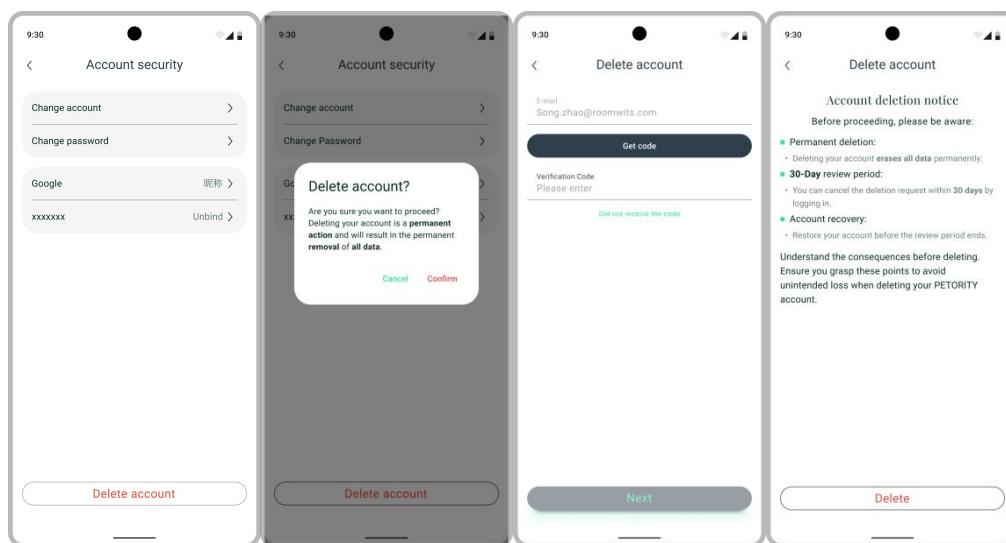 9:30
Account security
Change account
Change password
Google 昵称
xxxxxxx Unbind
Delete account
9:30
Account security
Change account
Change Password
Go
xx
Delete account?
Are you sure you want to proceed?
Deleting your account is a permanent
action and will result in the permanent
removal of all data.
Cancel Confirm
Delete account
9:30
Delete account
E-mail
Song.zhao@roomwits.com
Get code
Verification Code
Please enter
Did not receive the code
Next
9:30
Delete account
Account deletion notice
Before proceeding, please be aware:
Permanent deletion:
Deleting your account erases all data permanently.
30-Day review period:
You can cancel the deletion request within 30 days by
logging in.
Account recovery:
Restore your account before the review period ends.
Understand the consequences before deleting.
Ensure you grasp these points to avoid
unintended loss when deleting your PETORITY
account.
Delete